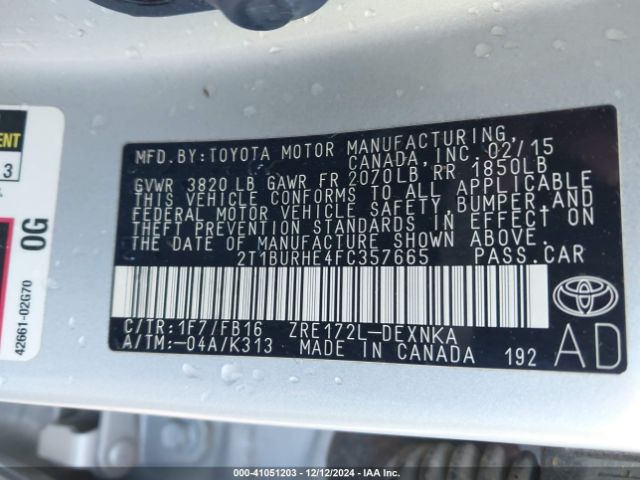 MFD.BY:TOYOTA MOTOR MANUFACTURING,
CANADA,INC.02/15
GVWR 3820 LB GAWR FR 2070LB RR 1850LB
THIS VEHICLE CONFORMS TO ALL APPLICABLE
FEDERAL MOTOR VEHICLE SAFETY,BUMPER,AND
THEFT PREVENTION STANDARDS IN EFFECT ON
THE DATE OF MANUFACTURE SHOWN ABOVE.
2T1BURHE4FC357665 PASS.CAR
C/TR:1F7/FB16 ZRE172L-DEXNKA
A/TM:-04A/K313 MADE IN CANADA 192
AD
3
0G
42661-02G70
000-41051203 - 12/12/2024 - IAA Inc.